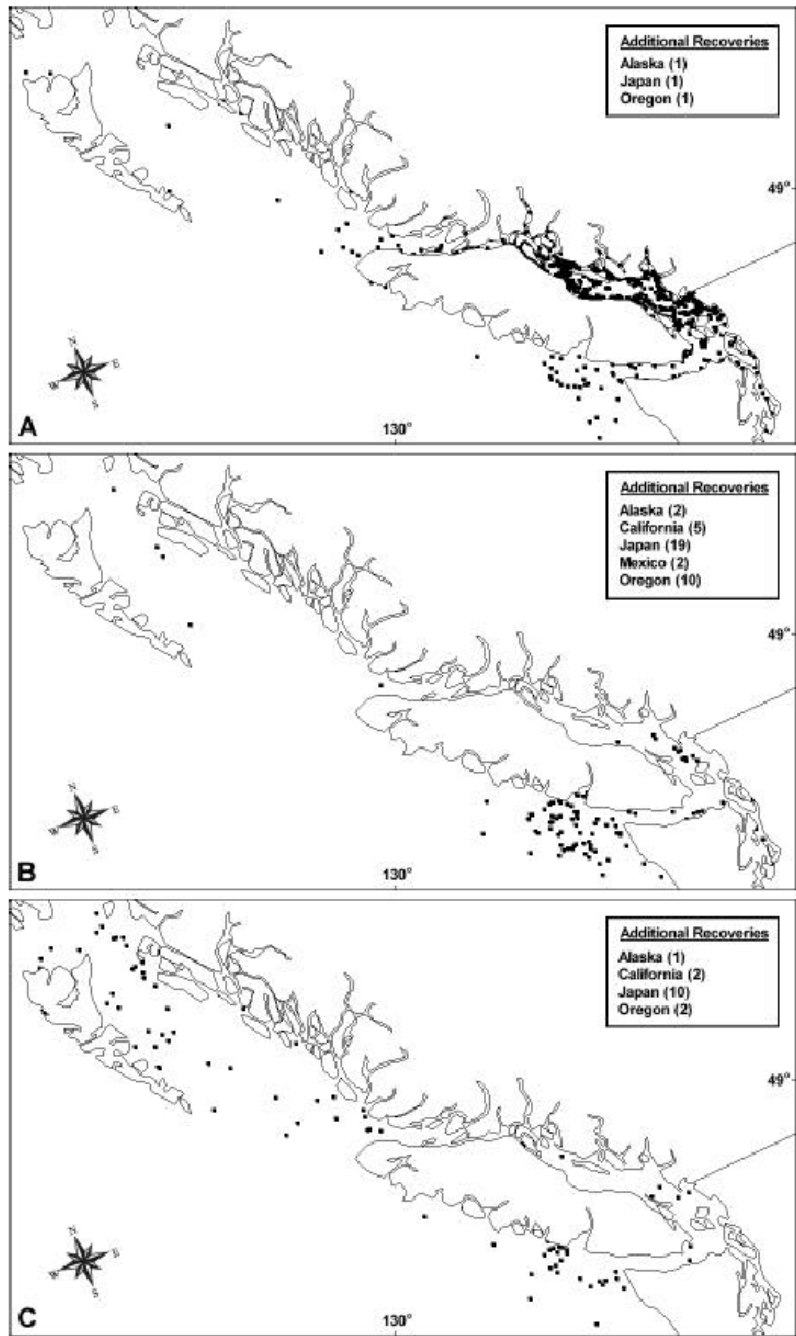 Additional Recoveries
Alaska (1)
Japan (1)
Oregon (1)
49°
N
E
W
S
A
130°
Additional Recoveries
Alaska (2)
California (5)
Japan (19)
Mexico (2)
Oregon (10)
49°
N
E
W
S
B
130°
Additional Recoveries
Alaska (1)
California (2)
Japan (10)
Oregon (2)
49°
N
E
W
S
C
130°